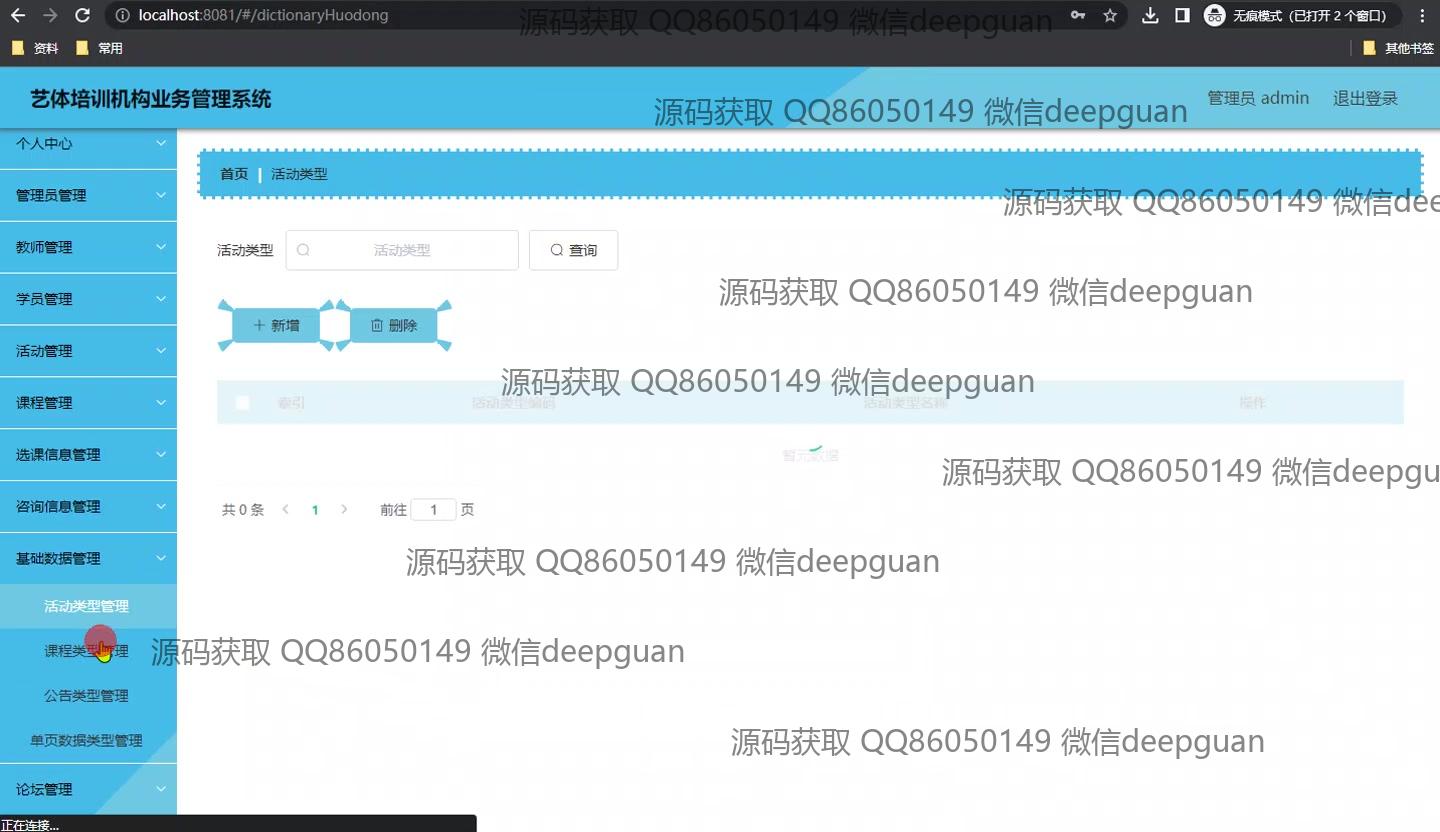 localhost:8081/#/dictionaryHuodong
无痕模式（已打开 2 个窗口）
资料
常用
其他书签
艺体培训机构业务管理系统
管理员 admin
退出登录
源码获取 QQ86050149 微信deepguan
源码获取 QQ86050149 微信deepguan
个人中心
管理员管理
教师管理
学员管理
活动管理
课程管理
选课信息管理
咨询信息管理
基础数据管理
活动类型管理
课程类型管理
公告类型管理
单页数据类型管理
论坛管理
首页
活动类型
源码获取 QQ86050149 微信dee
活动类型
活动类型
查询
源码获取 QQ86050149 微信deepguan
新增
删除
源码获取 QQ86050149 微信deepguan
索引
活动类型编码
活动类型名称
操作
暂无数据
源码获取 QQ86050149 微信deepgu
共 0 条
1
前往
1
页
源码获取 QQ86050149 微信deepguan
源码获取 QQ86050149 微信deepguan
源码获取 QQ86050149 微信deepguan
正在连接...